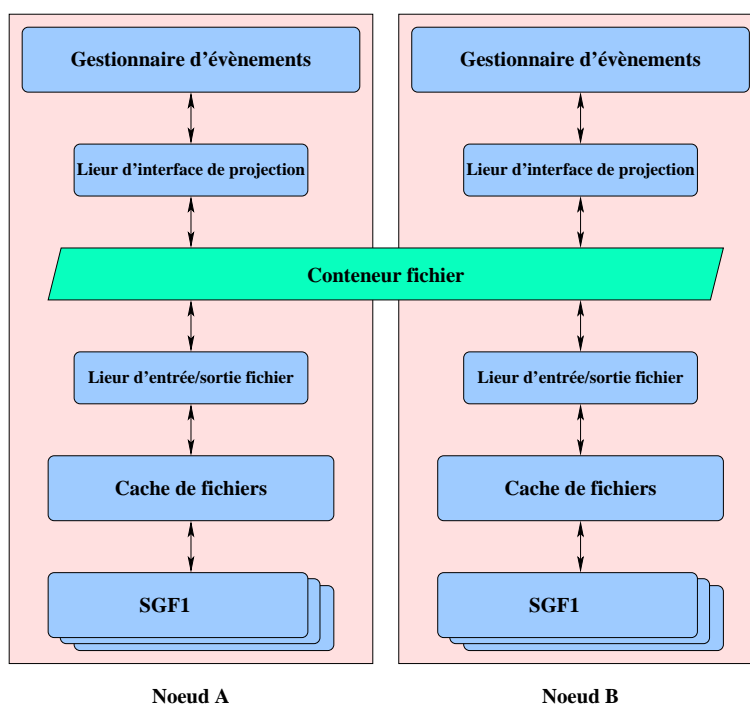 Gestionnaire d'évènements
Gestionnaire d'évènements
Lieur d'interface de projection
Lieur d'interface de projection
Conteneur fichier
Lieur d'entrée/sortie fichier
Lieur d'entrée/sortie fichier
Cache de fichiers
Cache de fichiers
SGF1
SGF1
Noeud A
Noeud B